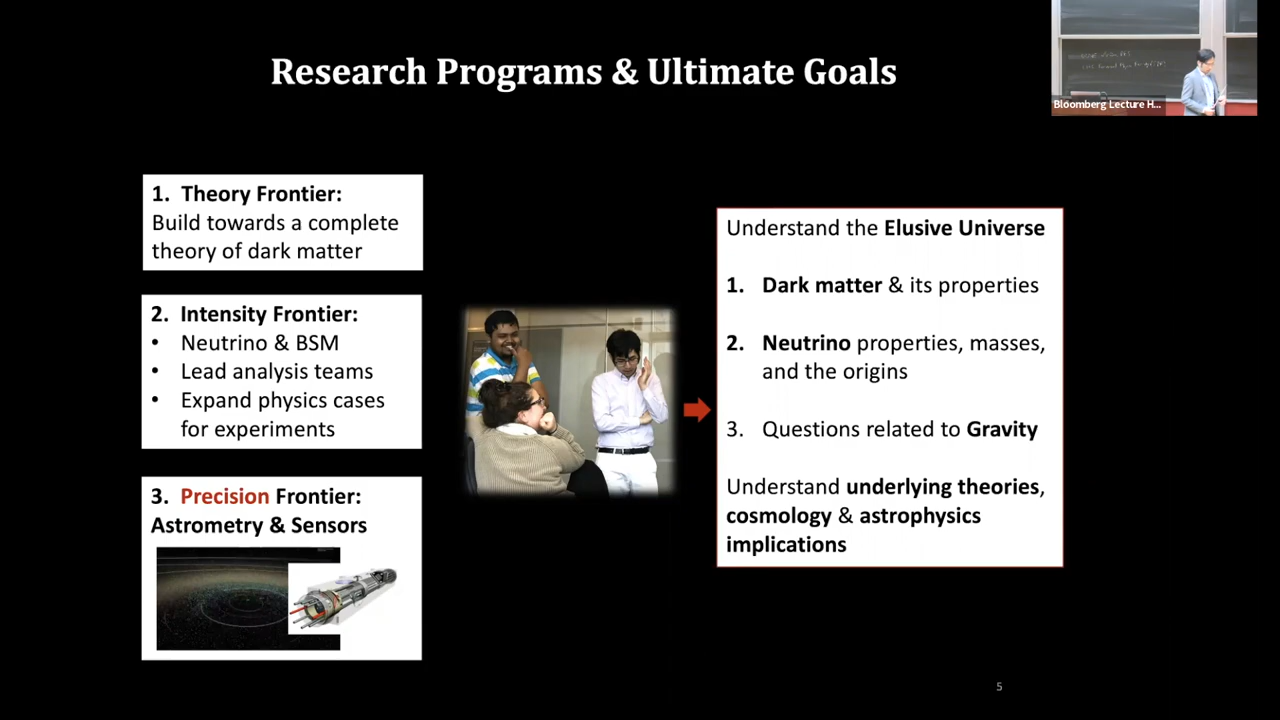 Research Programs & Ultimate Goals
Bloomberg Lecture H...
1. Theory Frontier:
Build towards a complete
theory of dark matter
2. Intensity Frontier:
• Neutrino & BSM
• Lead analysis teams
• Expand physics cases
for experiments
3. Precision Frontier:
Astrometry & Sensors
Understand the Elusive Universe
1. Dark matter & its properties
2. Neutrino properties, masses,
and the origins
3. Questions related to Gravity
Understand underlying theories,
cosmology & astrophysics
implications
5